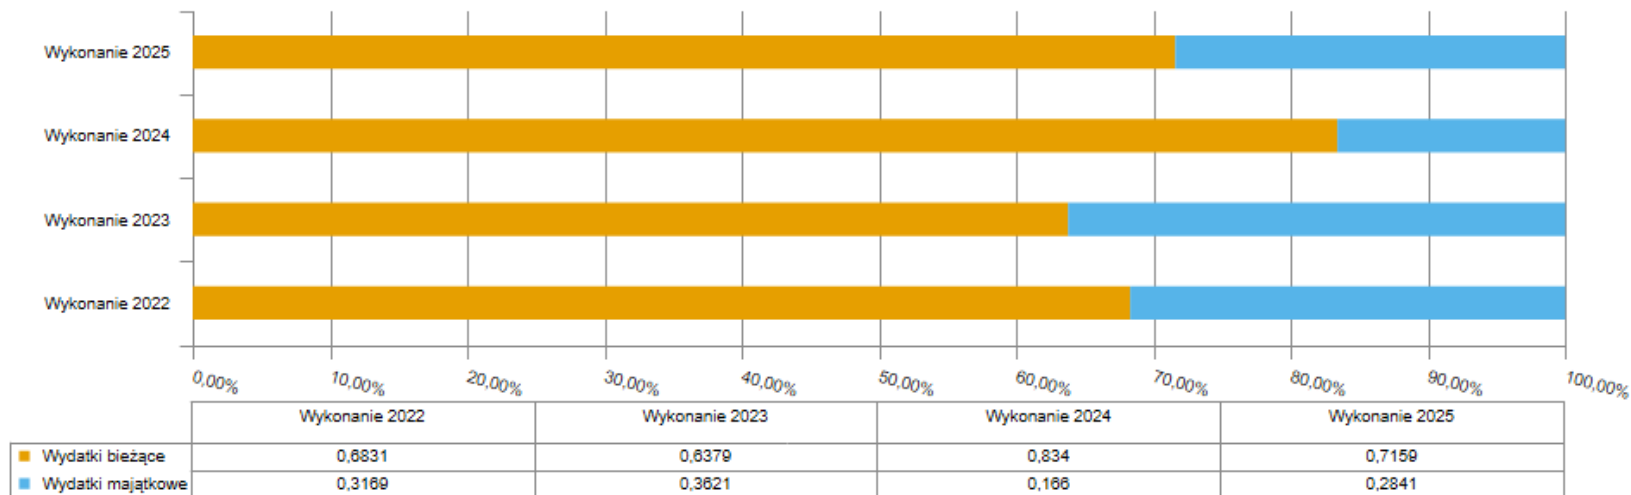 Wykonanie 2025
Wykonanie 2024
Wykonanie 2023
Wykonanie 2022
0,00% 10,00% 20,00% 30,00% 40,00% 50,00% 60,00% 70,00% 80,00% 90,00% 100,00%
Wykonanie 2022 Wykonanie 2023 Wykonanie 2024 Wykonanie 2025
Wydatki bieżące 0,6831 0,6379 0,834 0,7159
Wydatki majątkowe 0,3169 0,3621 0,166 0,2841